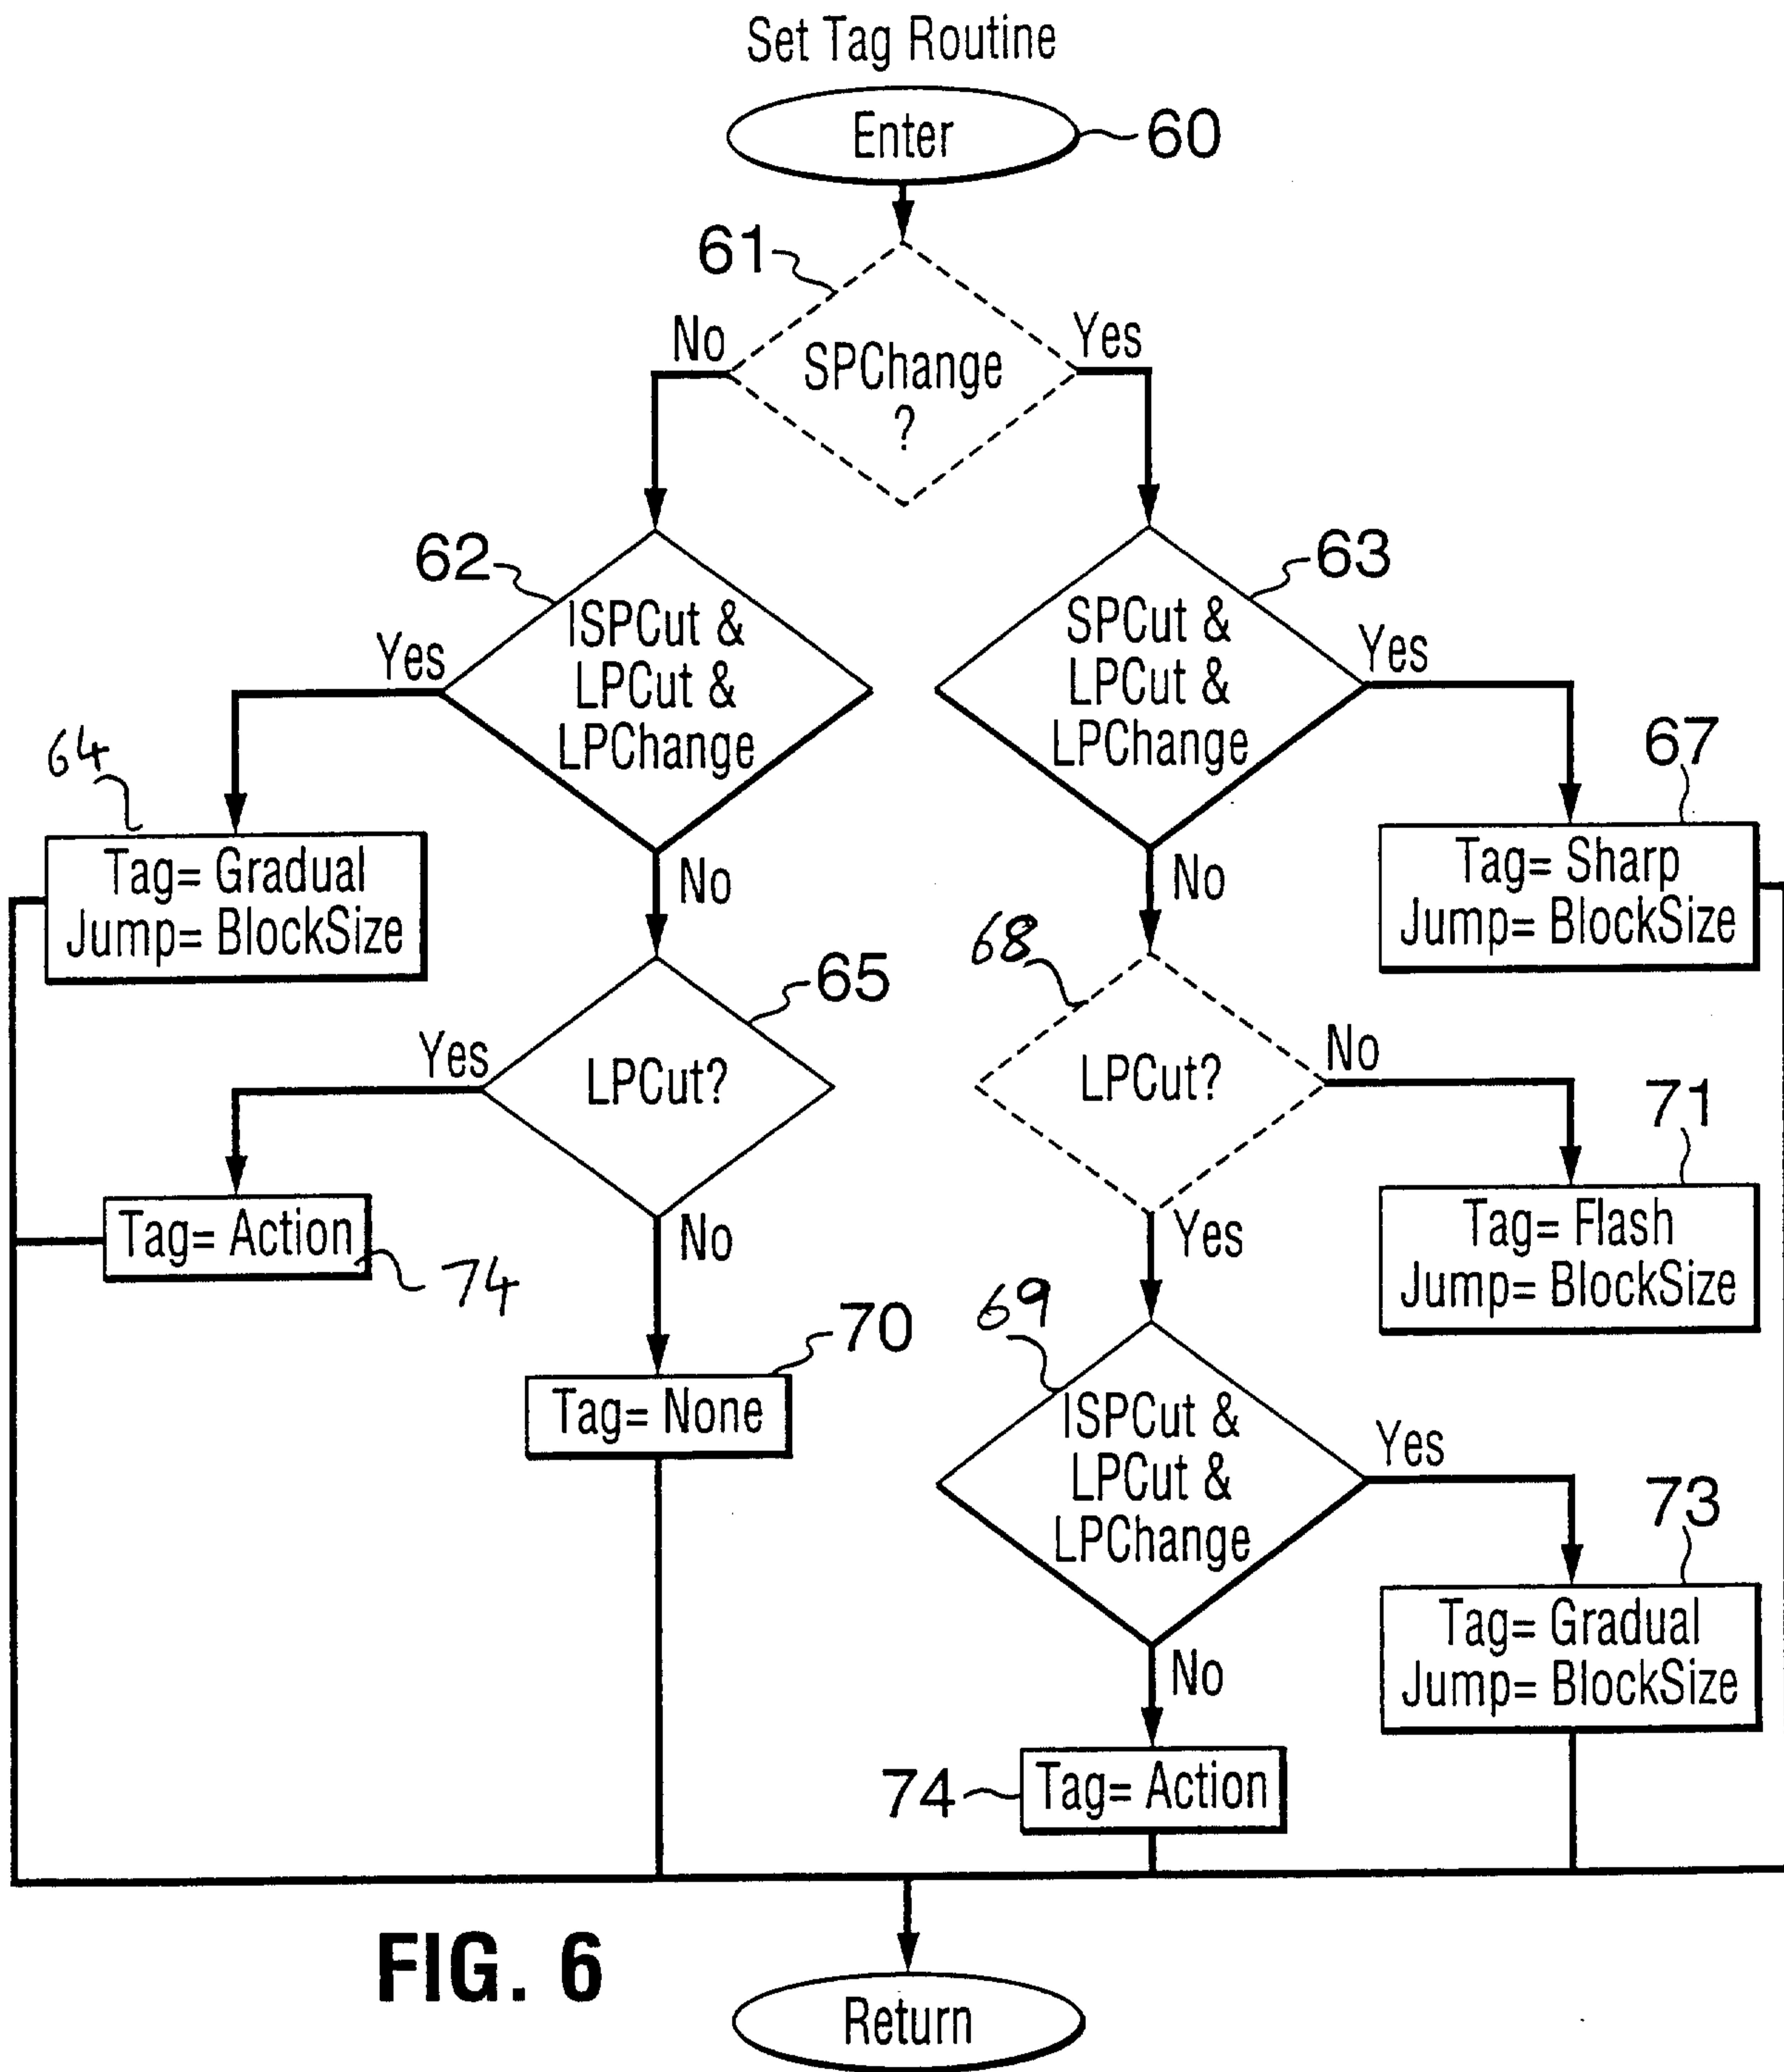 Set Tag Routine
Enter
60
61
No
Yes
SPChange
?
62
63
ISPCut &
LPCut &
LPChange
Yes
SPCut &
LPCut &
LPChange
Yes
64
67
Tag= Gradual
Jump= BlockSize
No
No
Tag= Sharp
Jump= BlockSize
65
68
Yes
LPCut?
LPCut?
No
71
Tag= Action
74
No
Yes
Tag= Flash
Jump= BlockSize
70
69
Tag= None
ISPCut &
LPCut &
LPChange
Yes
73
Tag= Gradual
Jump= BlockSize
No
74
Tag= Action
FIG. 6
Return